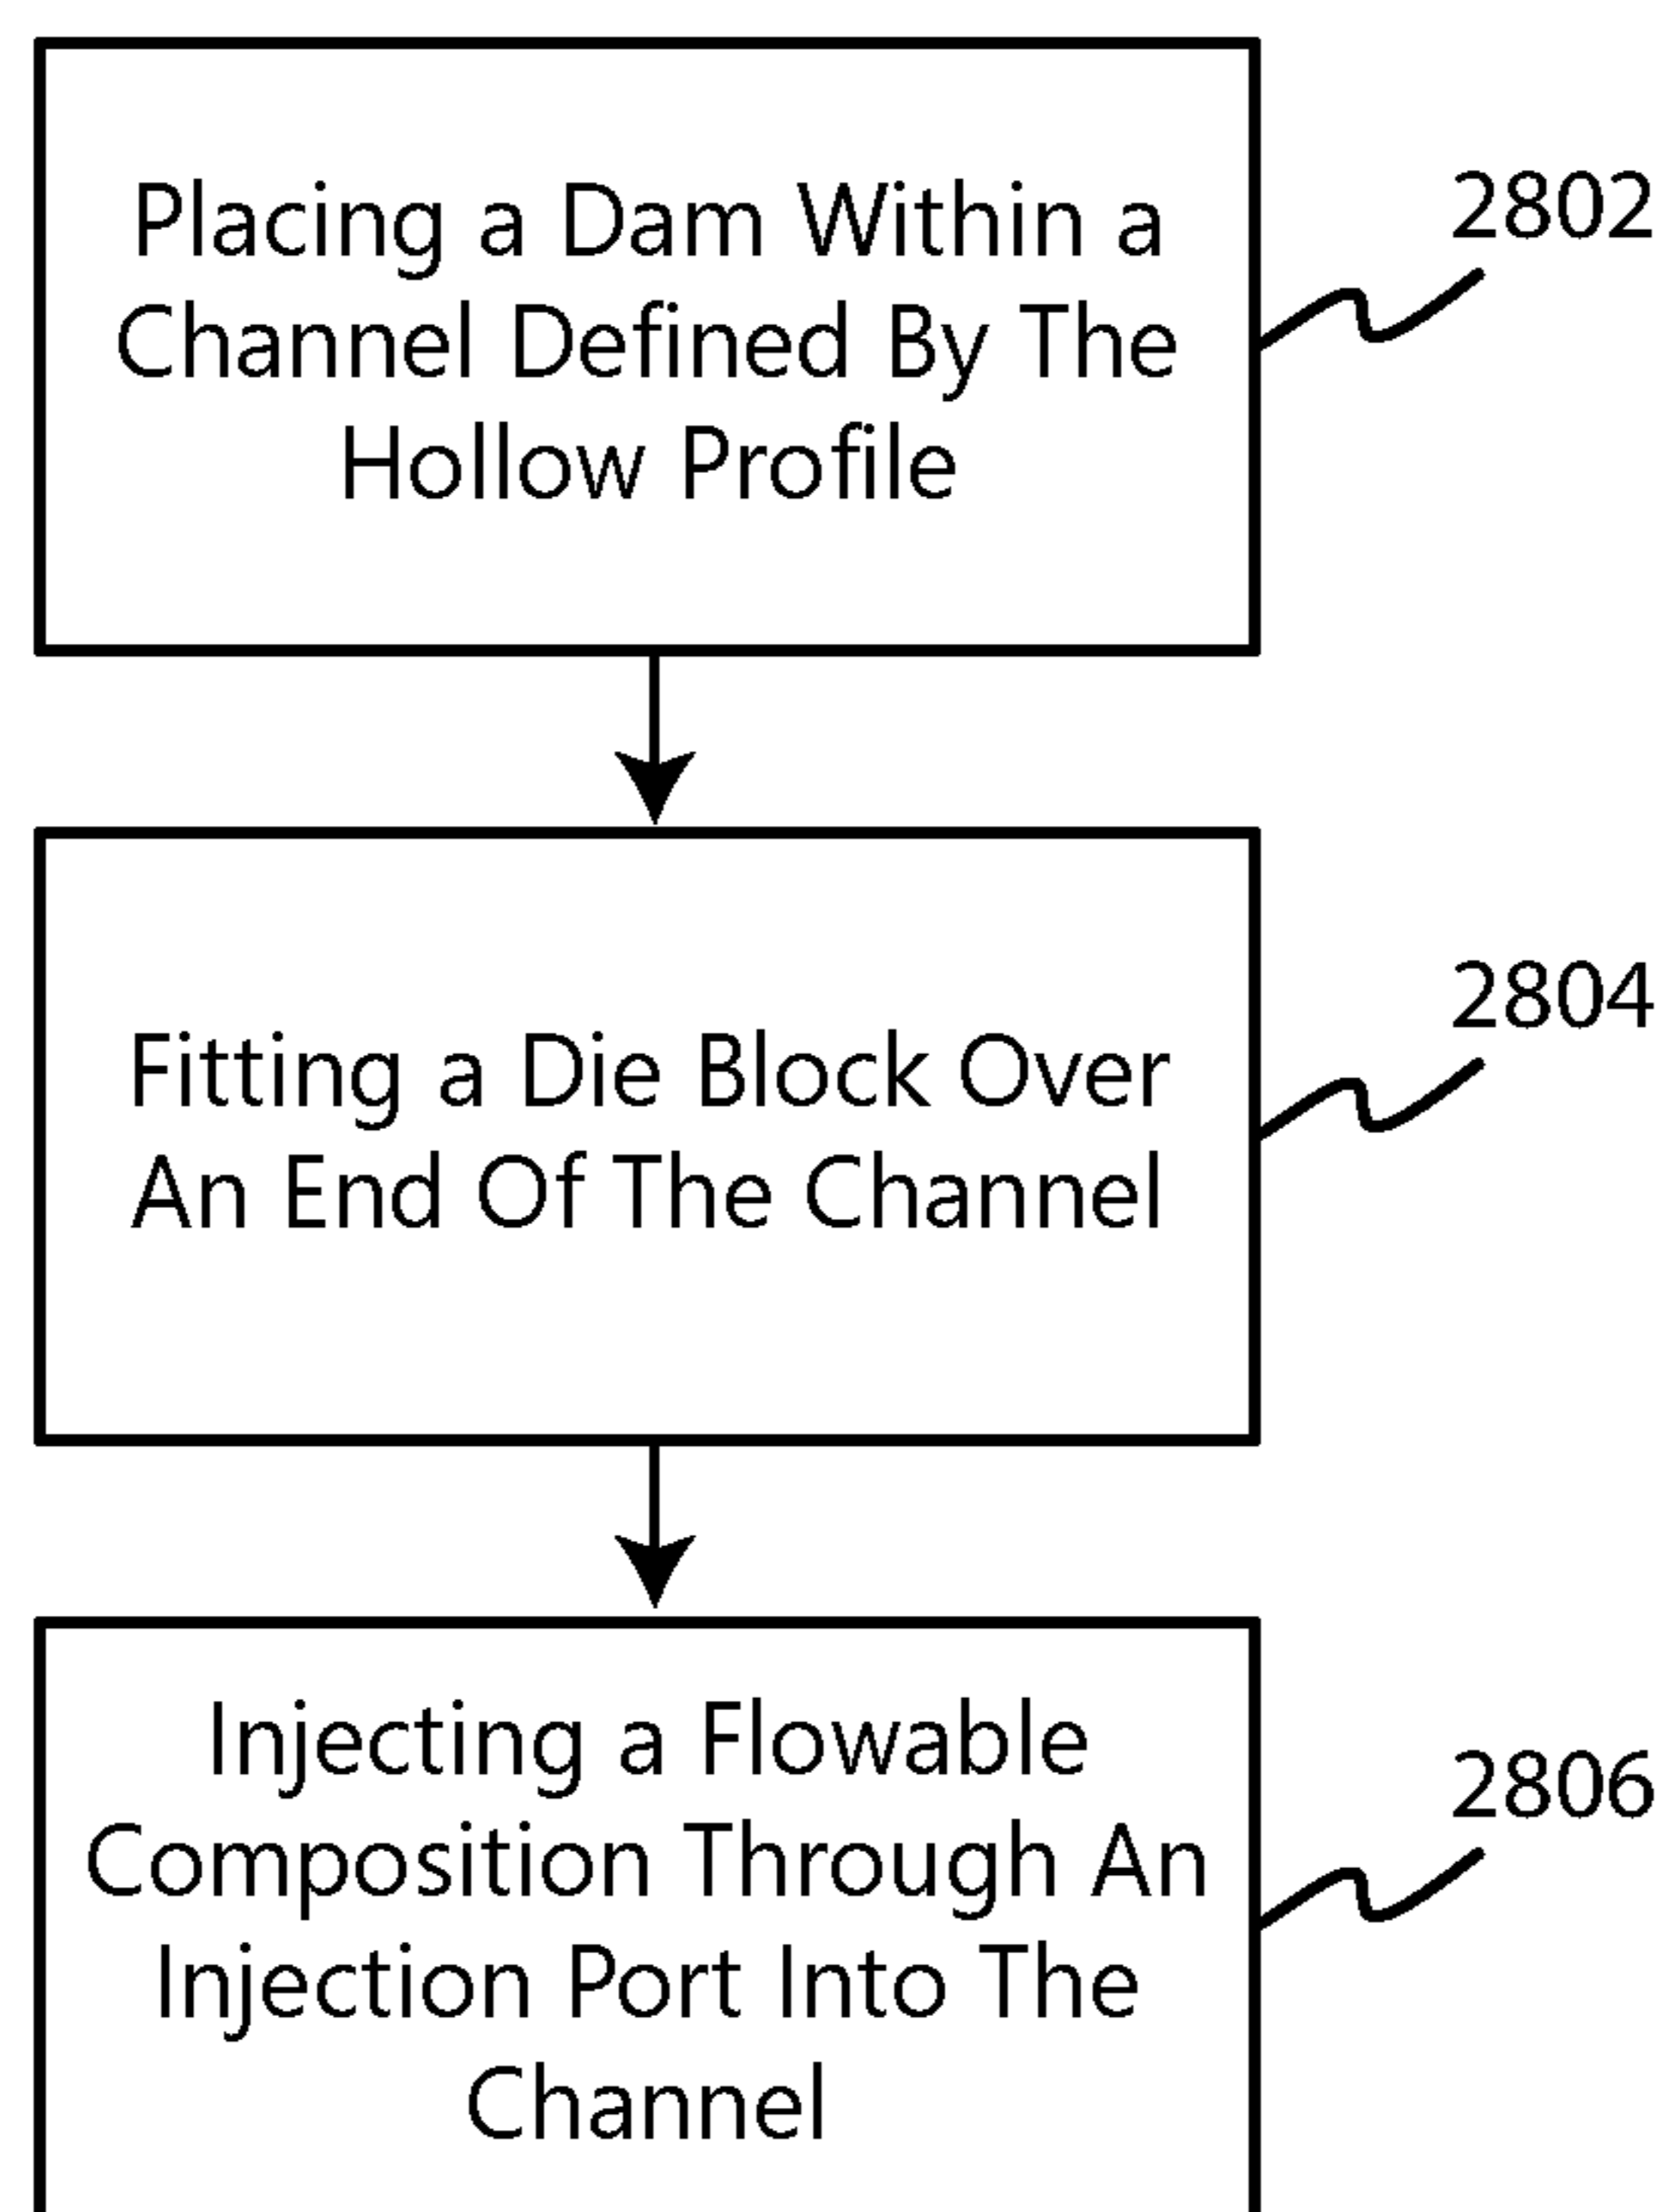 Placing a Dam Within a
Channel Defined By The
Hollow Profile
2802
Fitting a Die Block Over
An End Of The Channel
2804
Injecting a Flowable
Composition Through An
Injection Port Into The
Channel
2806